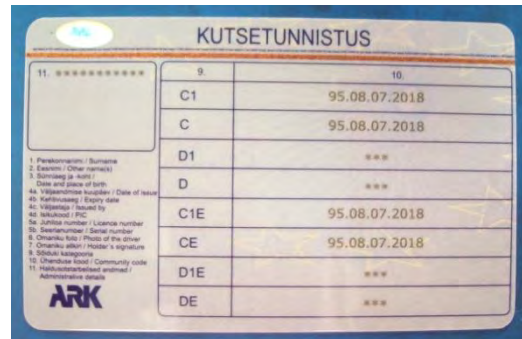 KUTSETUNNISTUS
11. ***********
9. 10.
C1 95.08.07.2018
C 95.08.07.2018
D1 ***
D ***
C1E 95.08.07.2018
CE 95.08.07.2018
D1E ***
DE ***
1. Perekonnanimi / Surname
2. Eesnimi / Other name(s)
3. Sünniaeg ja -koht /
Date and place of birth
4a. Väljaandmise kuupäev / Date of issue
4b. Kehtivusaeg / Expiry date
4c. Väljastaja / Issued by
4d. Isikukood / PIC
5a. Juhiloa number / Licence number
5b. Seerianumber / Serial number
6. Omaniku foto / Photo of the driver
7. Omaniku allkiri / Holder's signature
9. Sõiduki kategooria
10. Ühenduse kood / Community code
11. Haldusotstarbelised andmed /
Administrative details
ARK